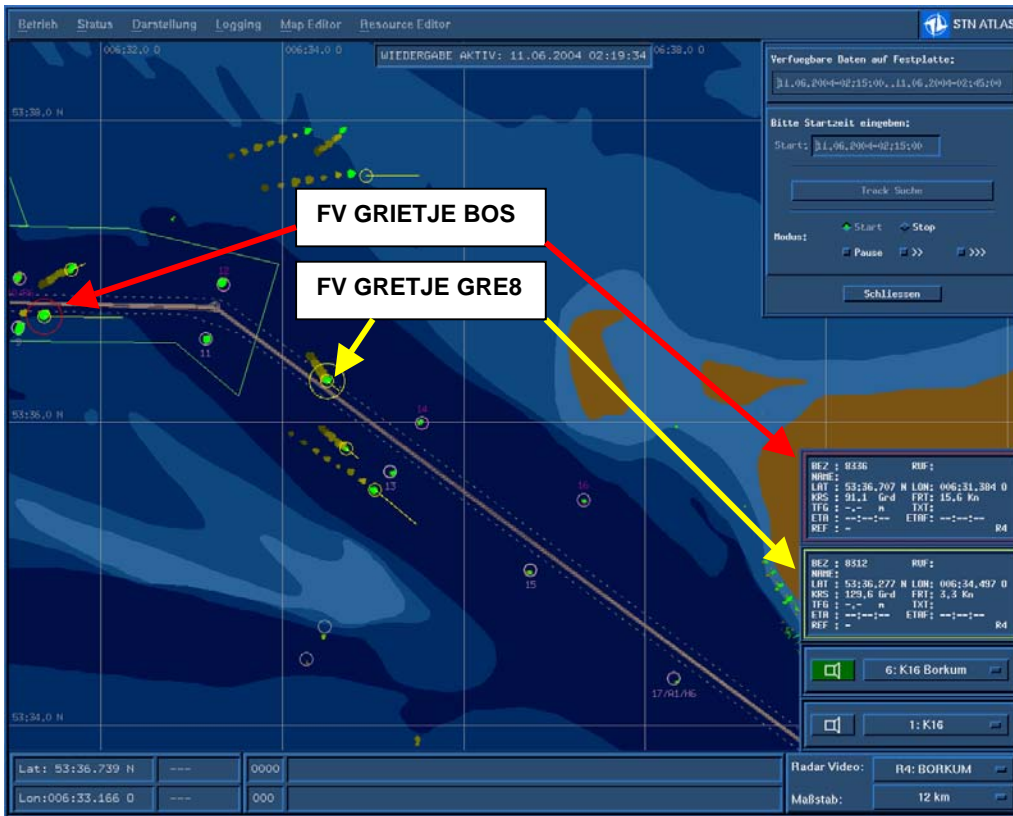 Betrieb Status Darstellung Logging Map Editor Resource Editor
STN ATLAS
006:32.0 O
006:34.0 O
WIEDERGABE AKTIV: 11.06.2004 02:19:34
06:38.0 O
Verfuegbare Daten auf Festplatte:
11.06.2004-02:15:00..11.06.2004-02:45:00
53:38.0 N
Bitte Startzeit eingeben:
Start: 11.06.2004-02:15:00
Track Suche
Modus:
Start Stop
Pause >> >>>
Schliessen
FV GRIETJE BOS
FV GRETJE GRE8
12
9
11
53:36.0 N
14
13
16
15
17/A1/H6
53:34.0 N
BEZ : 8336 RUF:
NAME:
LAT : 53:36,707 N LON: 006:31,384 O
KRS : 91,1 Grd FRT: 15,6 Kn
TFG : -.- m TXT:
ETA : --:--:-- ETAF: --:--:--
REF : - R4
BEZ : 8312 RUF:
NAME:
LAT : 53:36,277 N LON: 006:34,497 O
KRS : 129,6 Grd FRT: 3,3 Kn
TFG : -.- m TXT:
ETA : --:--:-- ETAF: --:--:--
REF : - R4
6: K16 Borkum
1: K16
Lat: 53:36.739 N --- 0000
Lon:006:33.166 O --- 000
Radar Video: R4: BORKUM
Maßstab: 12 km